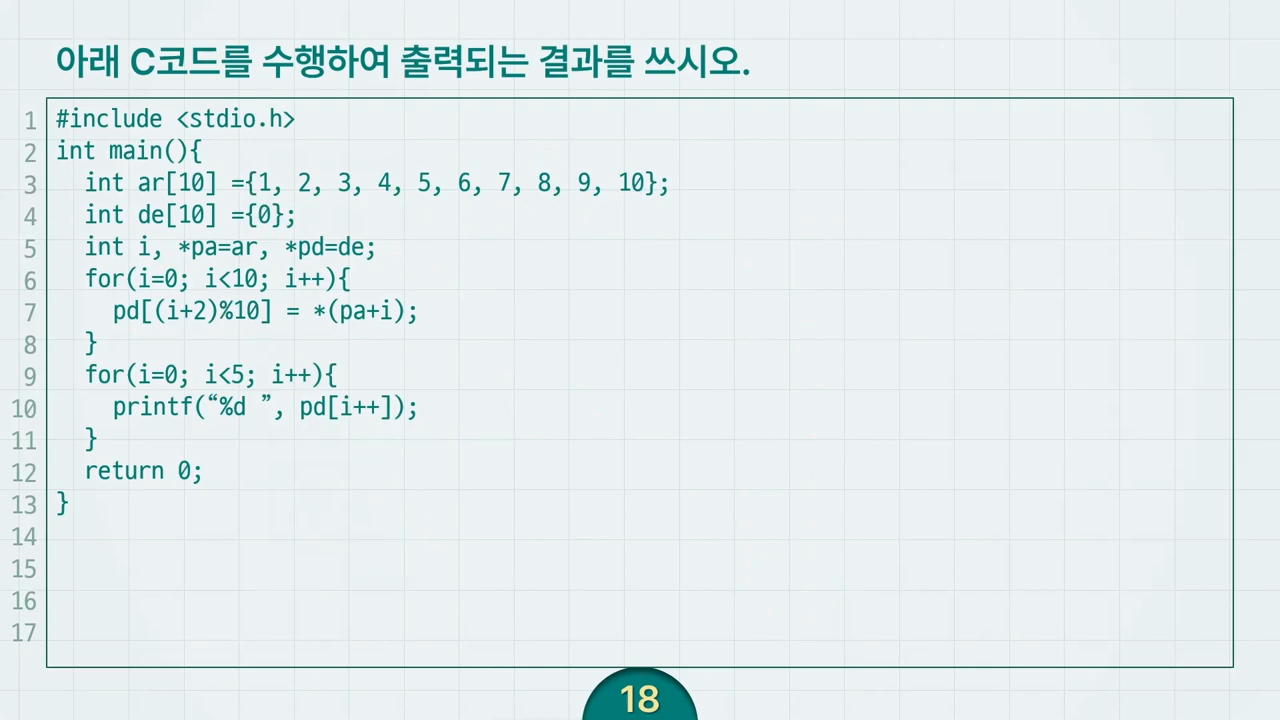 아래 C코드를 수행하여 출력되는 결과를 쓰시오.
1 #include <stdio.h>
2 int main(){
3 int ar[10] ={1, 2, 3, 4, 5, 6, 7, 8, 9, 10};
4 int de[10] ={0};
5 int i, *pa=ar, *pd=de;
6 for(i=0; i<10; i++){
7 pd[(i+2)%10] = *(pa+i);
8 }
9 for(i=0; i<5; i++){
10 printf(“%d ”, pd[i++]);
11 }
12 return 0;
13 }
14
15
16
17
18